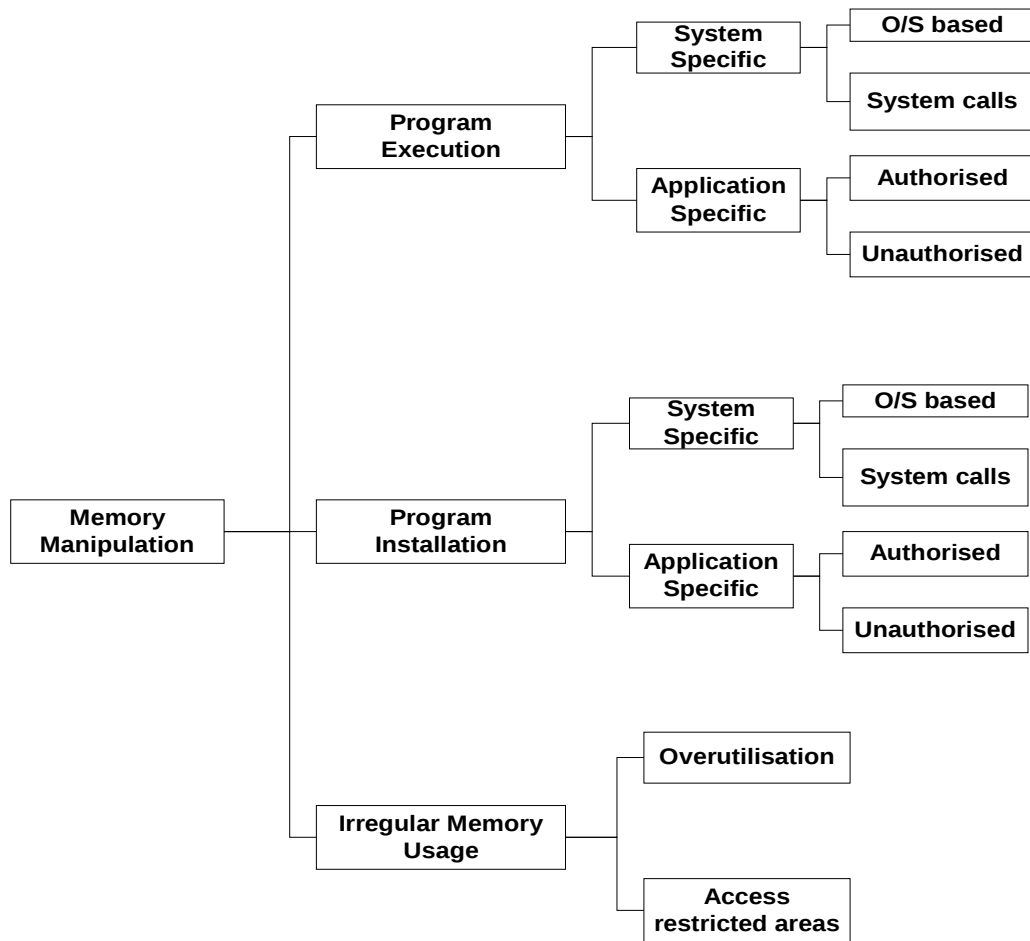 System
Specific
O/S based
System calls
Program
Execution
Application
Specific
Authorised
Unauthorised
System
Specific
O/S based
System calls
Memory
Manipulation
Program
Installation
Application
Specific
Authorised
Unauthorised
Overutilisation
Irregular Memory
Usage
Access
restricted areas